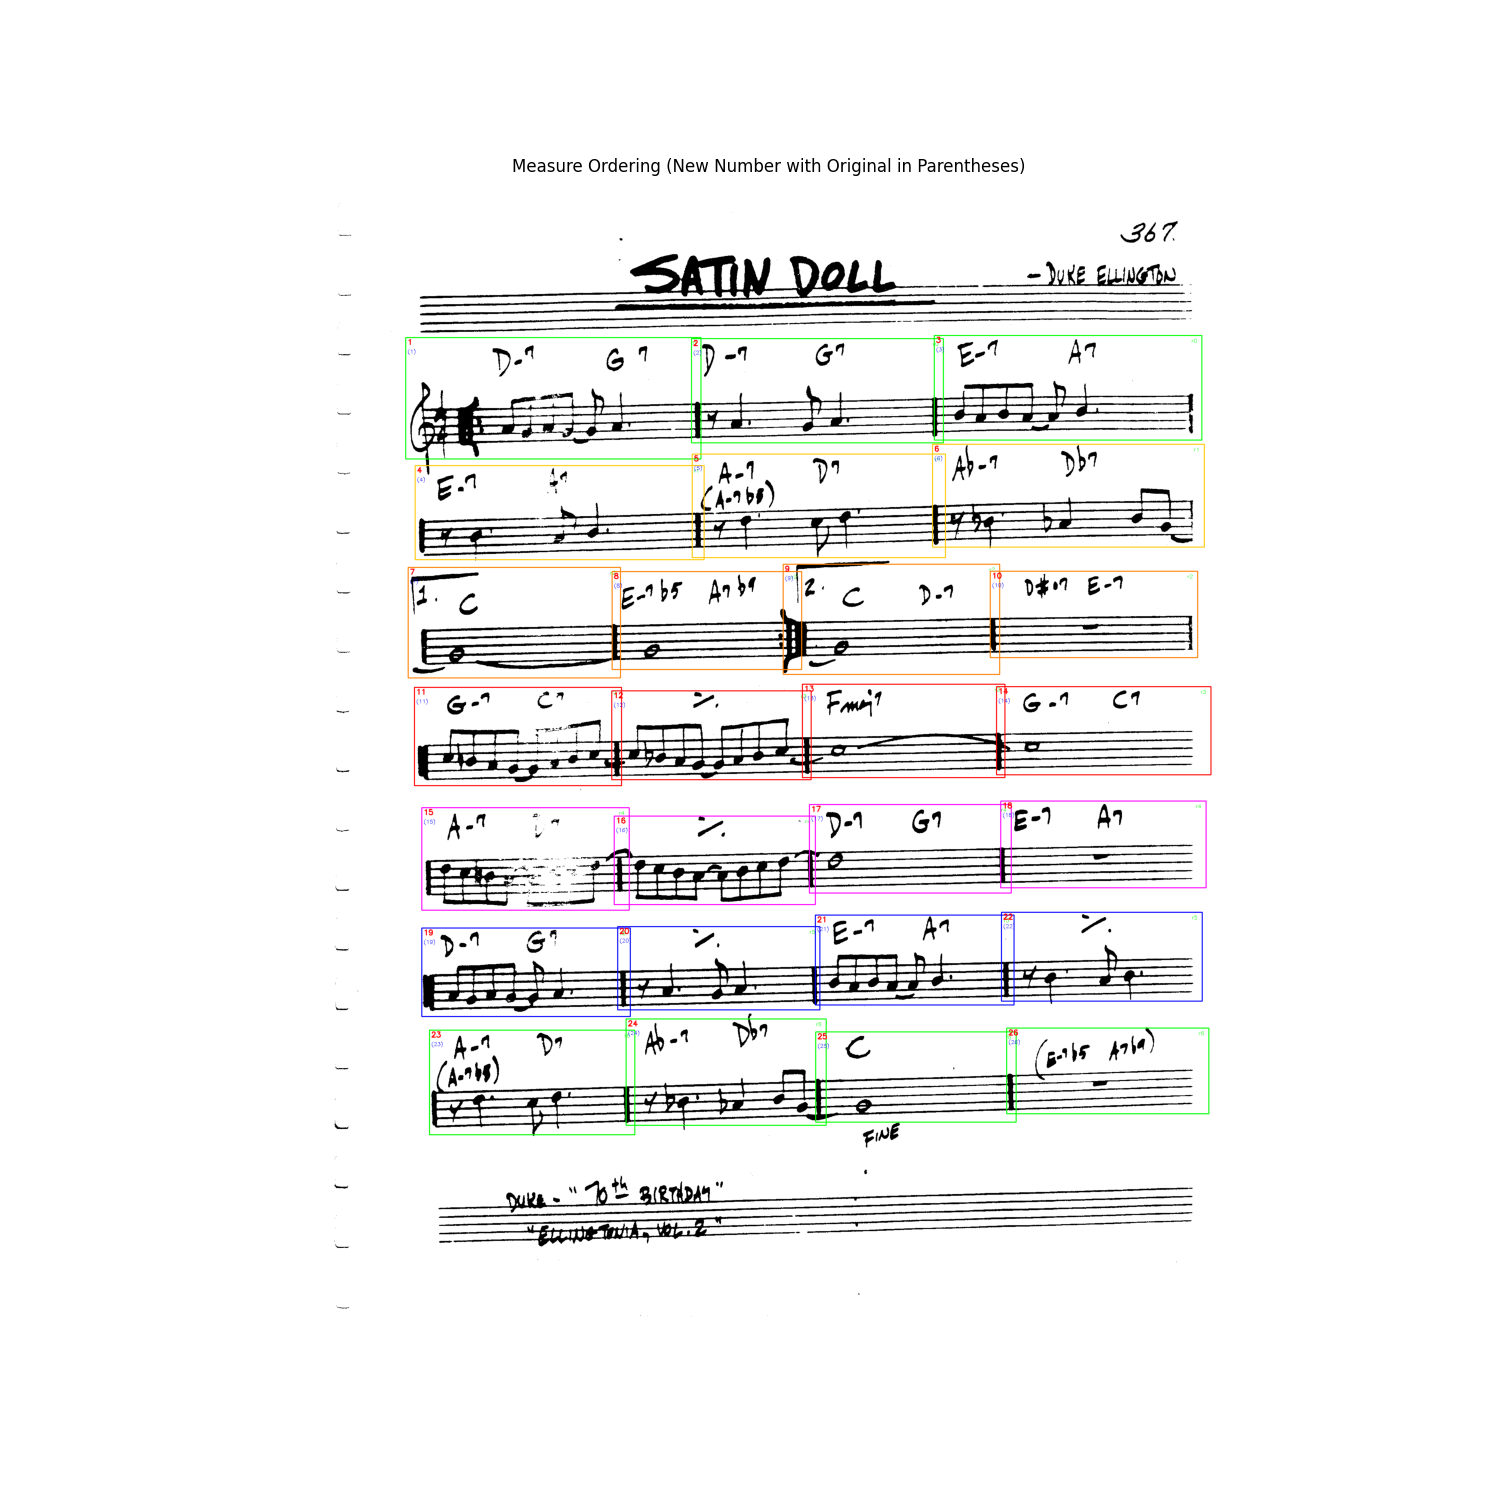 Measure Ordering (New Number with Original in Parentheses)
367.
SATIN DOLL
- DUKE ELLINGTON
1 2 3
(1) (2) (3)
D-7 G7 D-7 G7 E-7 A7
4 5 6
(4) (5) (6)
E-7 A7 A-7 D7 Ab-7 Db7
(A-7b5)
7 8 9 10
(8) (9) (10)
1. C E-7b5 A7b9 2. C D-7 D#o7 E-7
11 12 13 14
(11) (12) (13) (14)
G-7 C7 ٪ Fmaj7 G-7 C7
15 16 17 18
(15) (16) (17) (18)
A-7 D7 ٪ D-7 G7 E-7 A7
19 20 21 22
(19) (20) (21) (22)
D-7 G7 ٪ E-7 A7 ٪
23 24 25 26
(23) (24) (25) (26)
A-7 D7 Ab-7 Db7 C (E-7b5 A7b9)
(A-7b5)
FINE
DUKE - "70th BIRTHDAY"
"ELLINGTONIA, VOL. 2"